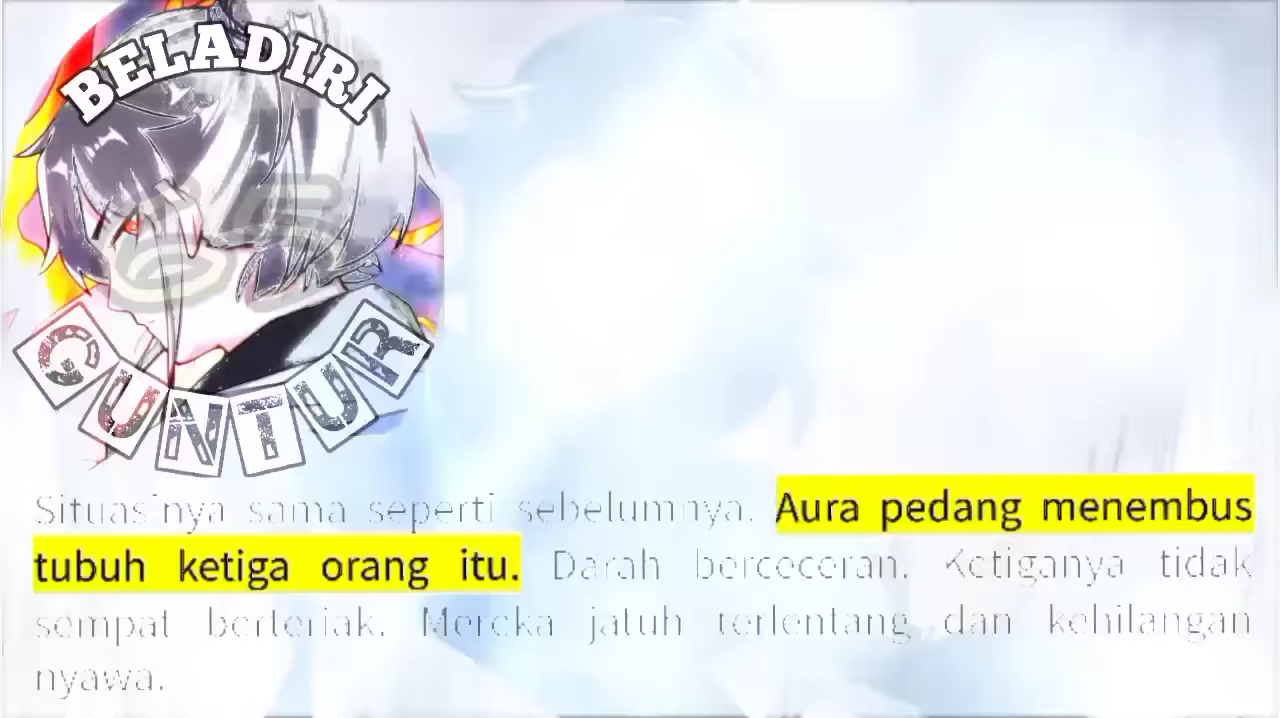 BELADIRI
GUNTUR
Situasinya sama seperti sebelumnya. Aura pedang menembus
tubuh ketiga orang itu. Darah berceceran. Ketiganya tidak
sempat berteriak. Mereka jatuh terlentang dan kehilangan
nyawa.